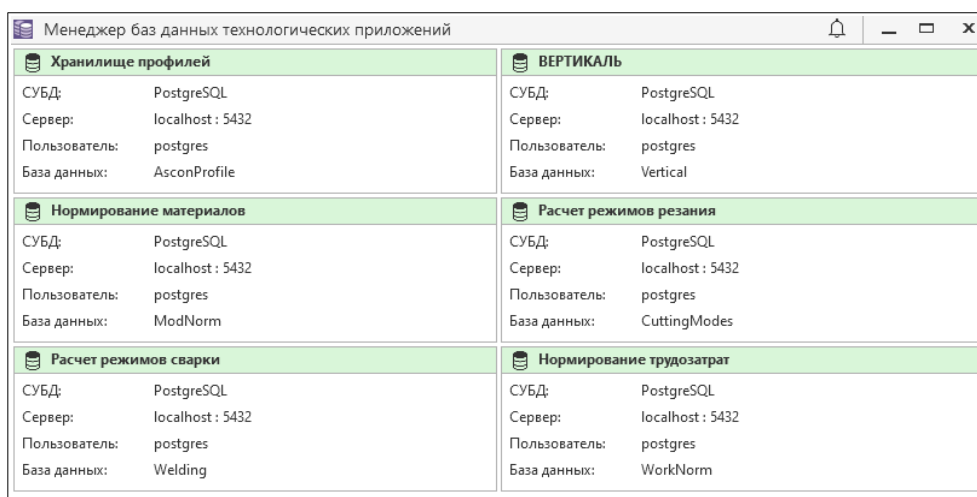 Менеджер баз данных технологических приложений
Хранилище профилей
СУБД: PostgreSQL
Сервер: localhost : 5432
Пользователь: postgres
База данных: AsconProfile
ВЕРТИКАЛЬ
СУБД: PostgreSQL
Сервер: localhost : 5432
Пользователь: postgres
База данных: Vertical
Нормирование материалов
СУБД: PostgreSQL
Сервер: localhost : 5432
Пользователь: postgres
База данных: ModNorm
Расчет режимов резания
СУБД: PostgreSQL
Сервер: localhost : 5432
Пользователь: postgres
База данных: CuttingModes
Расчет режимов сварки
СУБД: PostgreSQL
Сервер: localhost : 5432
Пользователь: postgres
База данных: Welding
Нормирование трудозатрат
СУБД: PostgreSQL
Сервер: localhost : 5432
Пользователь: postgres
База данных: WorkNorm